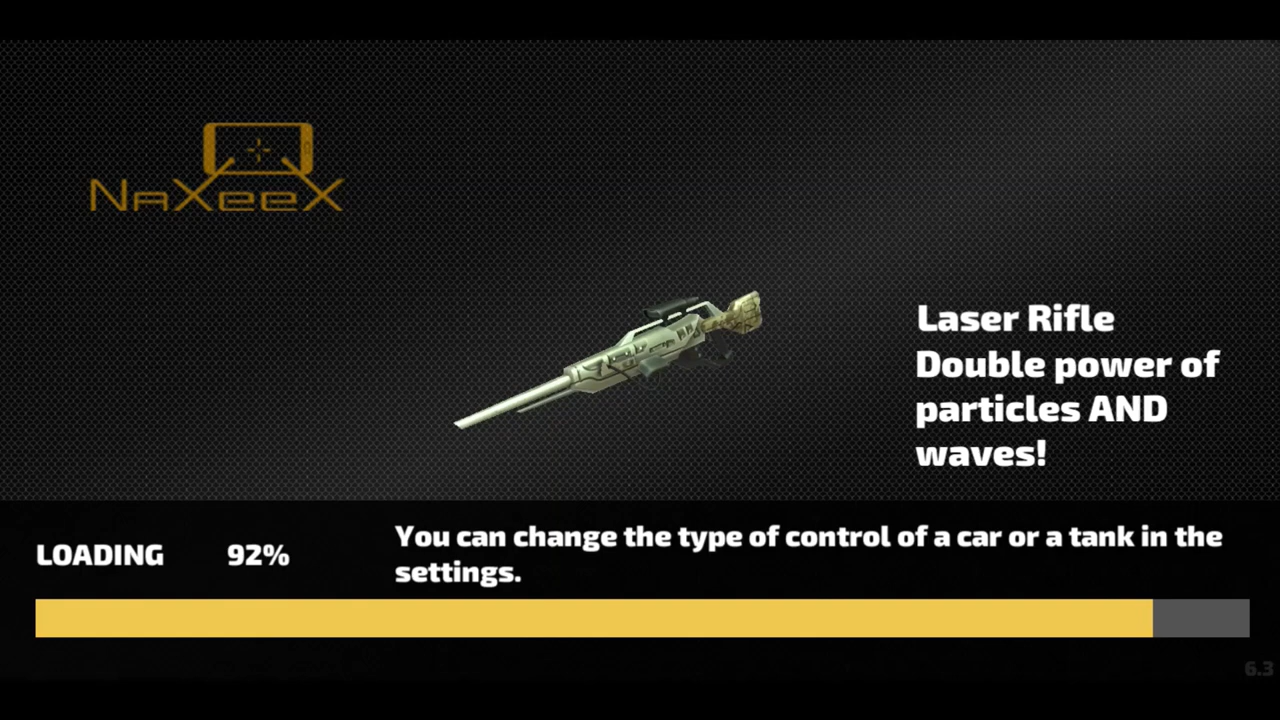 NaXeeX
Laser Rifle
Double power of
particles AND
waves!
LOADING 92%
You can change the type of control of a car or a tank in the
settings.
6.3